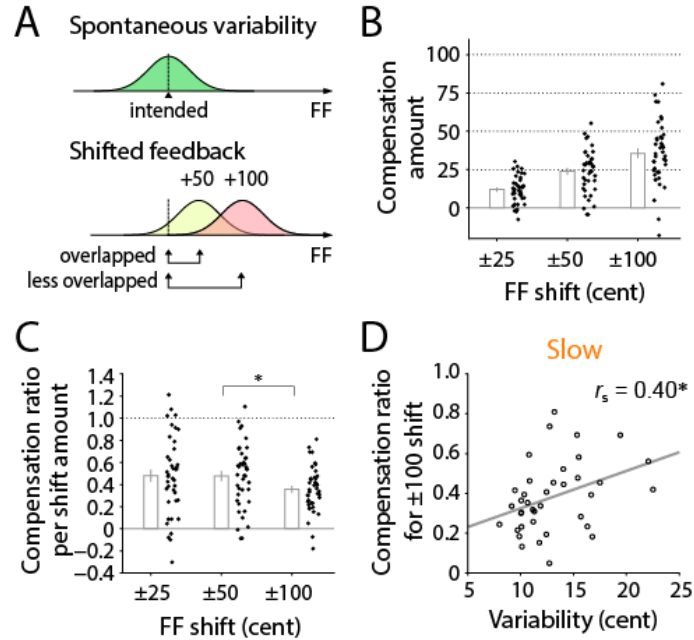 A
Spontaneous variability
intended
FF
Shifted feedback
+50 +100
overlapped
FF
less overlapped
B
Compensation
amount
100
75
50
25
0
±25 ±50 ±100
FF shift (cent)
C
Compensation ratio
per shift amount
1.4
1.2
1.0
0.8
0.6
0.4
0.2
0
−0.2
−0.4
*
±25 ±50 ±100
FF shift (cent)
D
Slow
Compensation ratio
for ±100 shift
1.0
0.8
0.6
0.4
0.2
0
rs = 0.40*
5 10 15 20 25
Variability (cent)